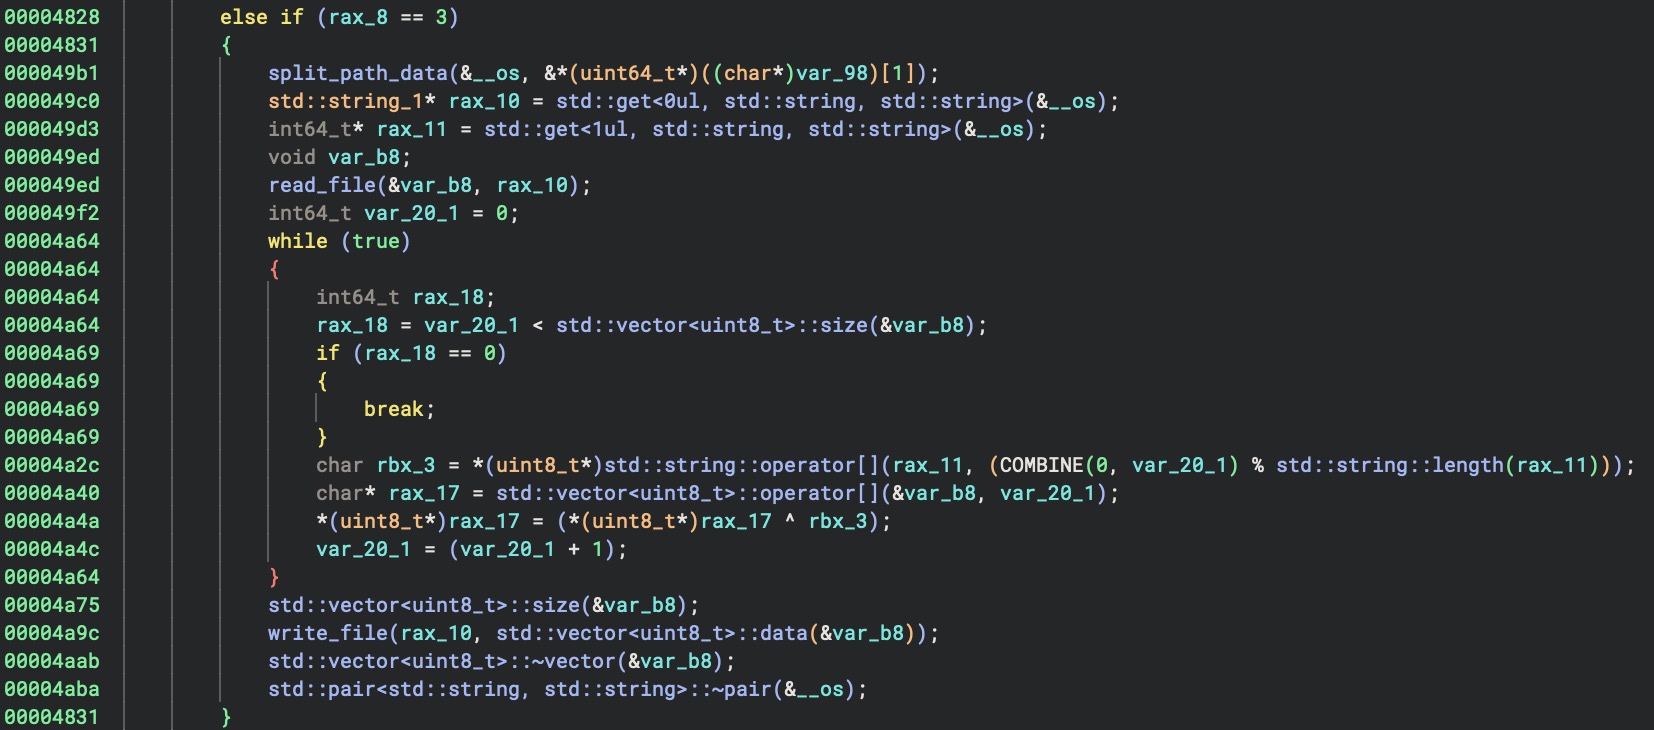 00004828 else if (rax_8 == 3)
00004831 {
000049b1 split_path_data(&__os, &*(uint64_t*)((char*)var_98)[1]);
000049c0 std::string_1* rax_10 = std::get<0ul, std::string, std::string>(&__os);
000049d3 int64_t* rax_11 = std::get<1ul, std::string, std::string>(&__os);
000049ed void var_b8;
000049ed read_file(&var_b8, rax_10);
000049f2 int64_t var_20_1 = 0;
00004a64 while (true)
00004a64 {
00004a64 int64_t rax_18;
00004a64 rax_18 = var_20_1 < std::vector<uint8_t>::size(&var_b8);
00004a69 if (rax_18 == 0)
00004a69 {
00004a69 break;
00004a69 }
00004a2c char rbx_3 = *(uint8_t*)std::string::operator[](rax_11, (COMBINE(0, var_20_1) % std::string::length(rax_11)));
00004a40 char* rax_17 = std::vector<uint8_t>::operator[](&var_b8, var_20_1);
00004a4a *(uint8_t*)rax_17 = (*(uint8_t*)rax_17 ^ rbx_3);
00004a4c var_20_1 = (var_20_1 + 1);
00004a64 }
00004a75 std::vector<uint8_t>::size(&var_b8);
00004a9c write_file(rax_10, std::vector<uint8_t>::data(&var_b8));
00004aab std::vector<uint8_t>::~vector(&var_b8);
00004aba std::pair<std::string, std::string>::~pair(&__os);
00004831 }